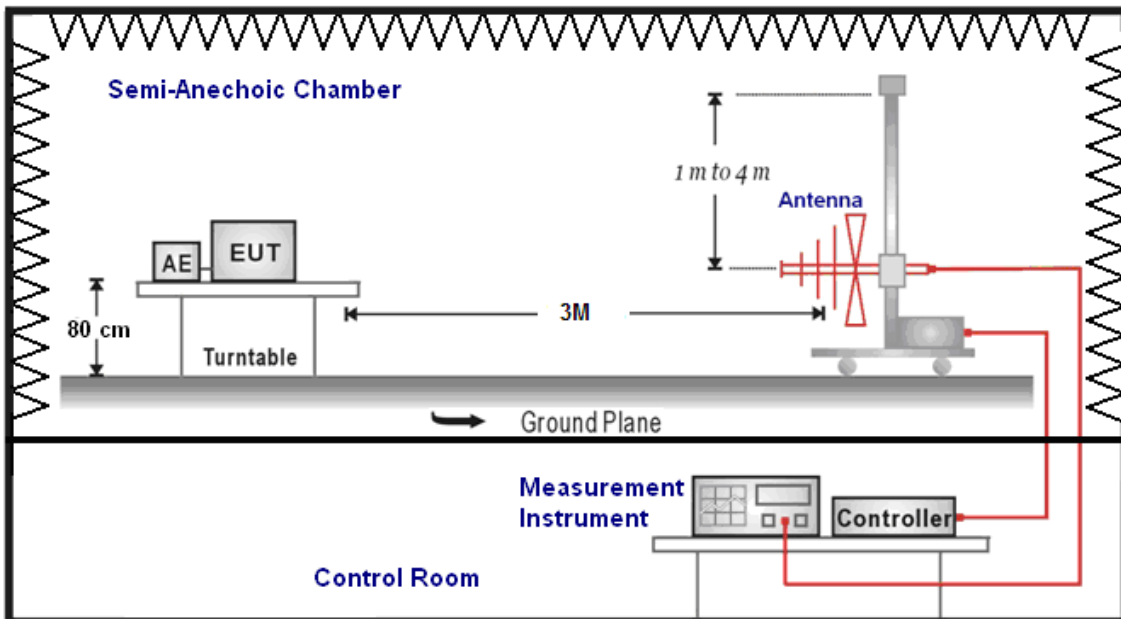 Semi-Anechoic Chamber
1 m to 4 m
Antenna
AE
EUT
80 cm
3M
Turntable
Ground Plane
Measurement
Instrument
Controller
Control Room